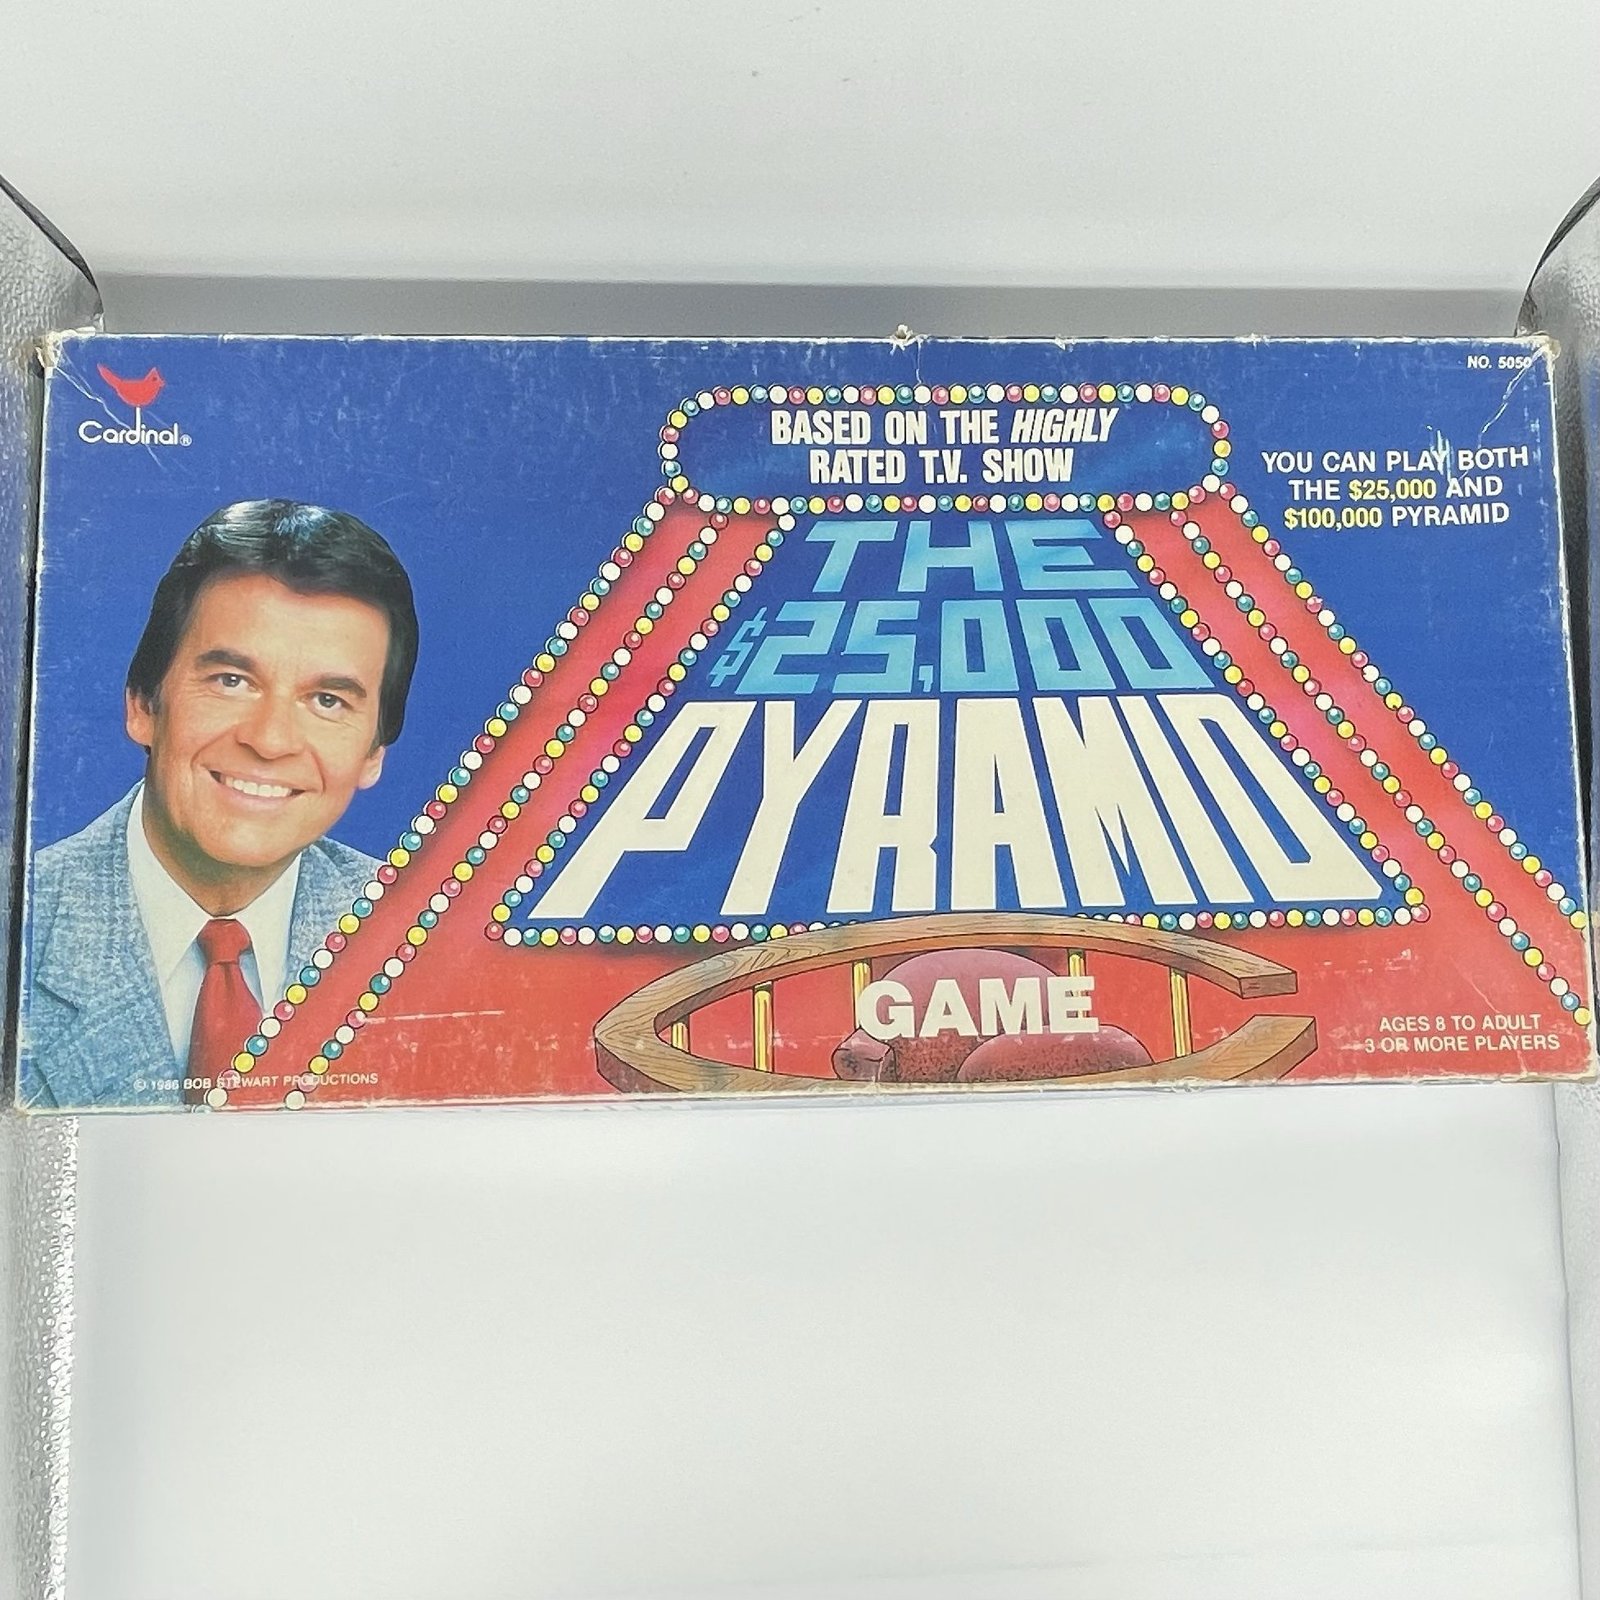 NO. 5050
Cardinal®
BASED ON THE HIGHLY
RATED T.V. SHOW
YOU CAN PLAY BOTH
THE $25,000 AND
$100,000 PYRAMID
THE
$25,000
PYRAMID
GAME
AGES 8 TO ADULT
3 OR MORE PLAYERS
© 1986 BOB STEWART PRODUCTIONS